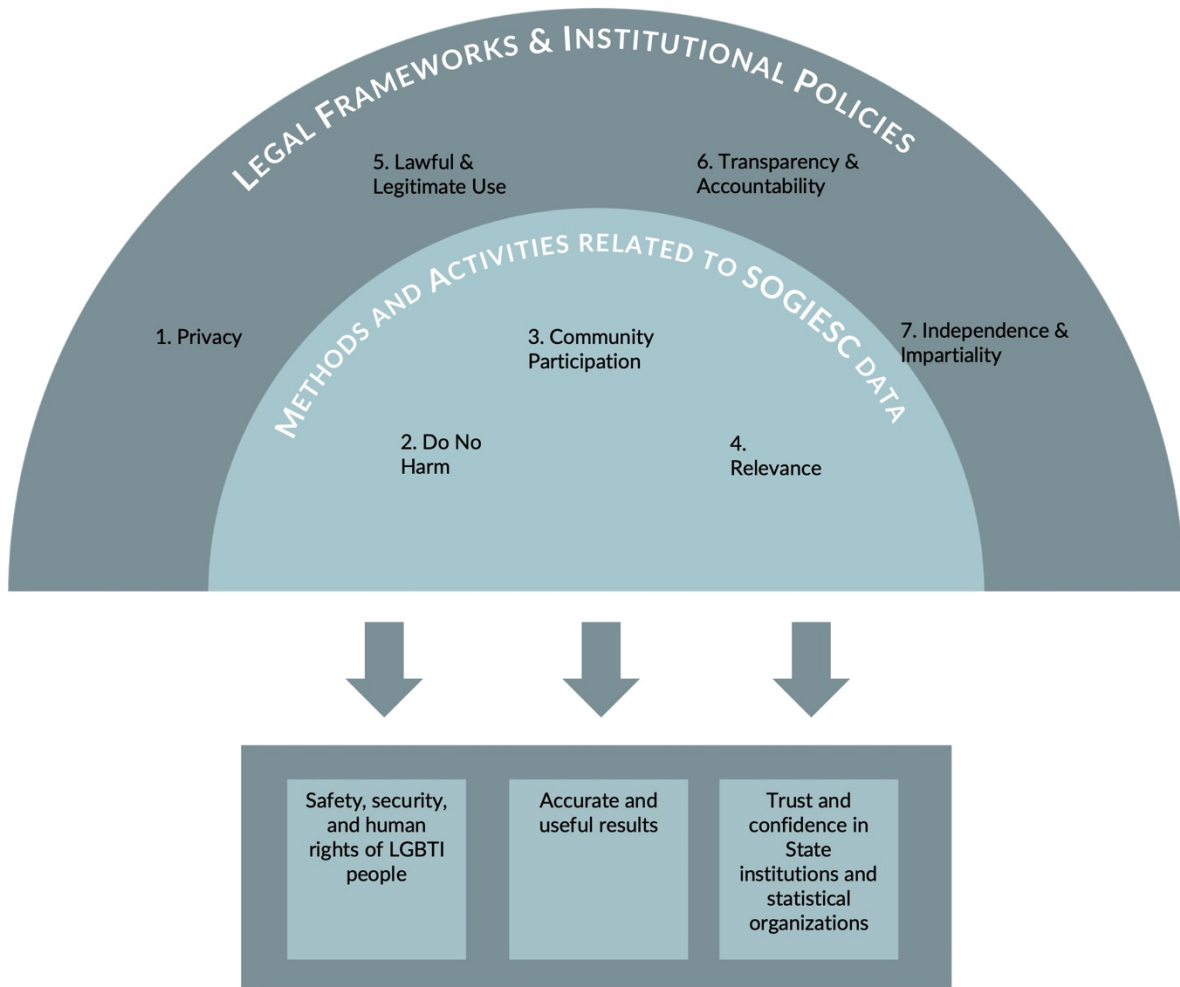 LEGAL FRAMEWORKS & INSTITUTIONAL POLICIES
5. Lawful &
Legitimate Use
6. Transparency &
Accountability
METHODS AND ACTIVITIES RELATED TO SOGIESC DATA
1. Privacy
3. Community
Participation
7. Independence &
Impartiality
2. Do No
Harm
4.
Relevance
Safety, security,
and human
rights of LGBTI
people
Accurate and
useful results
Trust and
confidence in
State
institutions and
statistical
organizations